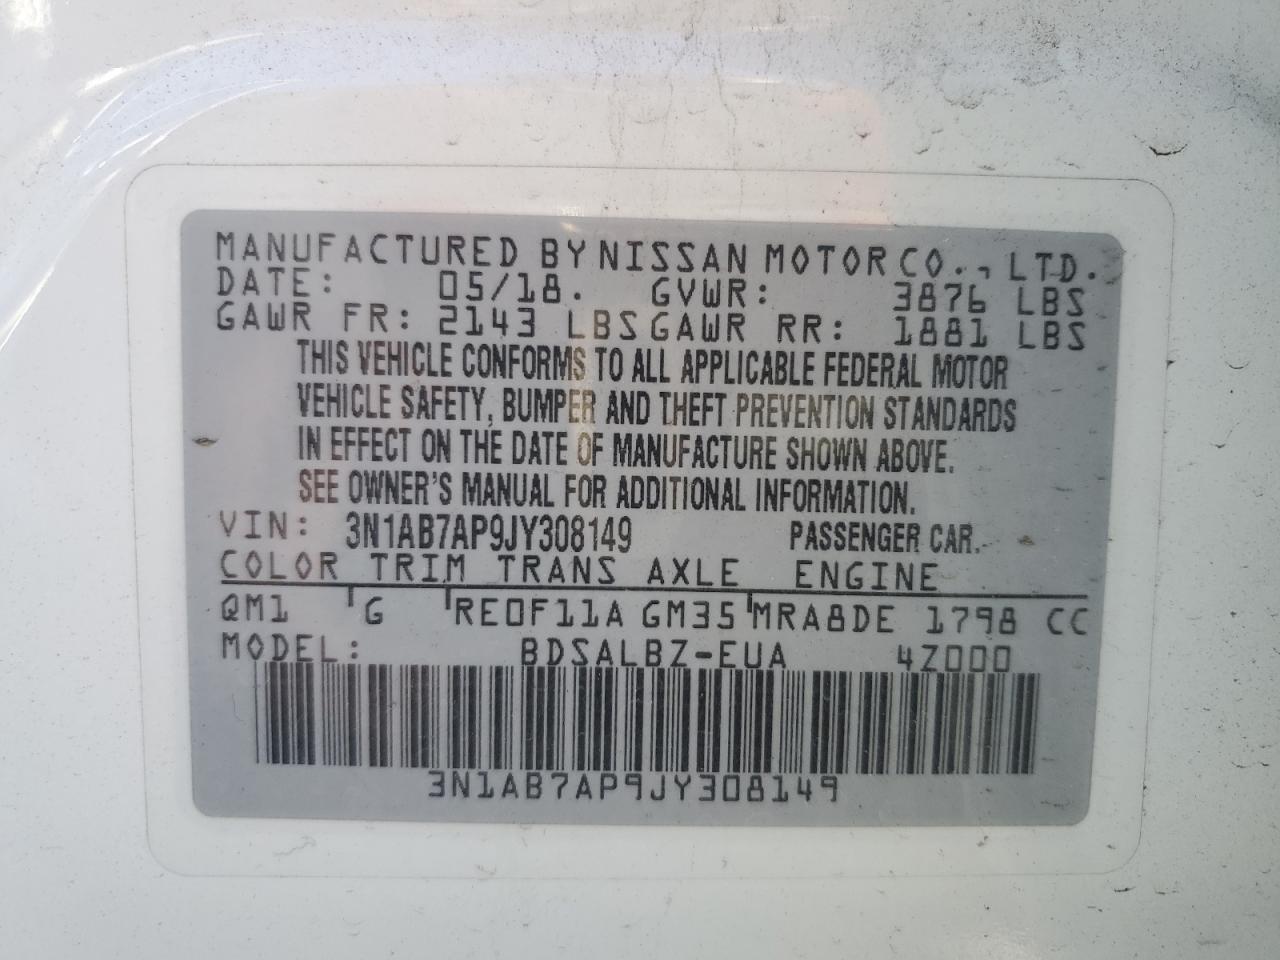 MANUFACTURED BY NISSAN MOTOR CO., LTD.
DATE: 05/18. GVWR: 3876 LBS
GAWR FR: 2143 LBS GAWR RR: 1881 LBS
THIS VEHICLE CONFORMS TO ALL APPLICABLE FEDERAL MOTOR
VEHICLE SAFETY, BUMPER AND THEFT PREVENTION STANDARDS
IN EFFECT ON THE DATE OF MANUFACTURE SHOWN ABOVE.
SEE OWNER'S MANUAL FOR ADDITIONAL INFORMATION.
VIN: 3N1AB7AP9JY308149 PASSENGER CAR.
COLOR TRIM TRANS AXLE ENGINE
QM1 G RE0F11A GM35 MRA8DE 1798 CC
MODEL: BDSALBZ-EUA 4Z000
3N1AB7AP9JY308149